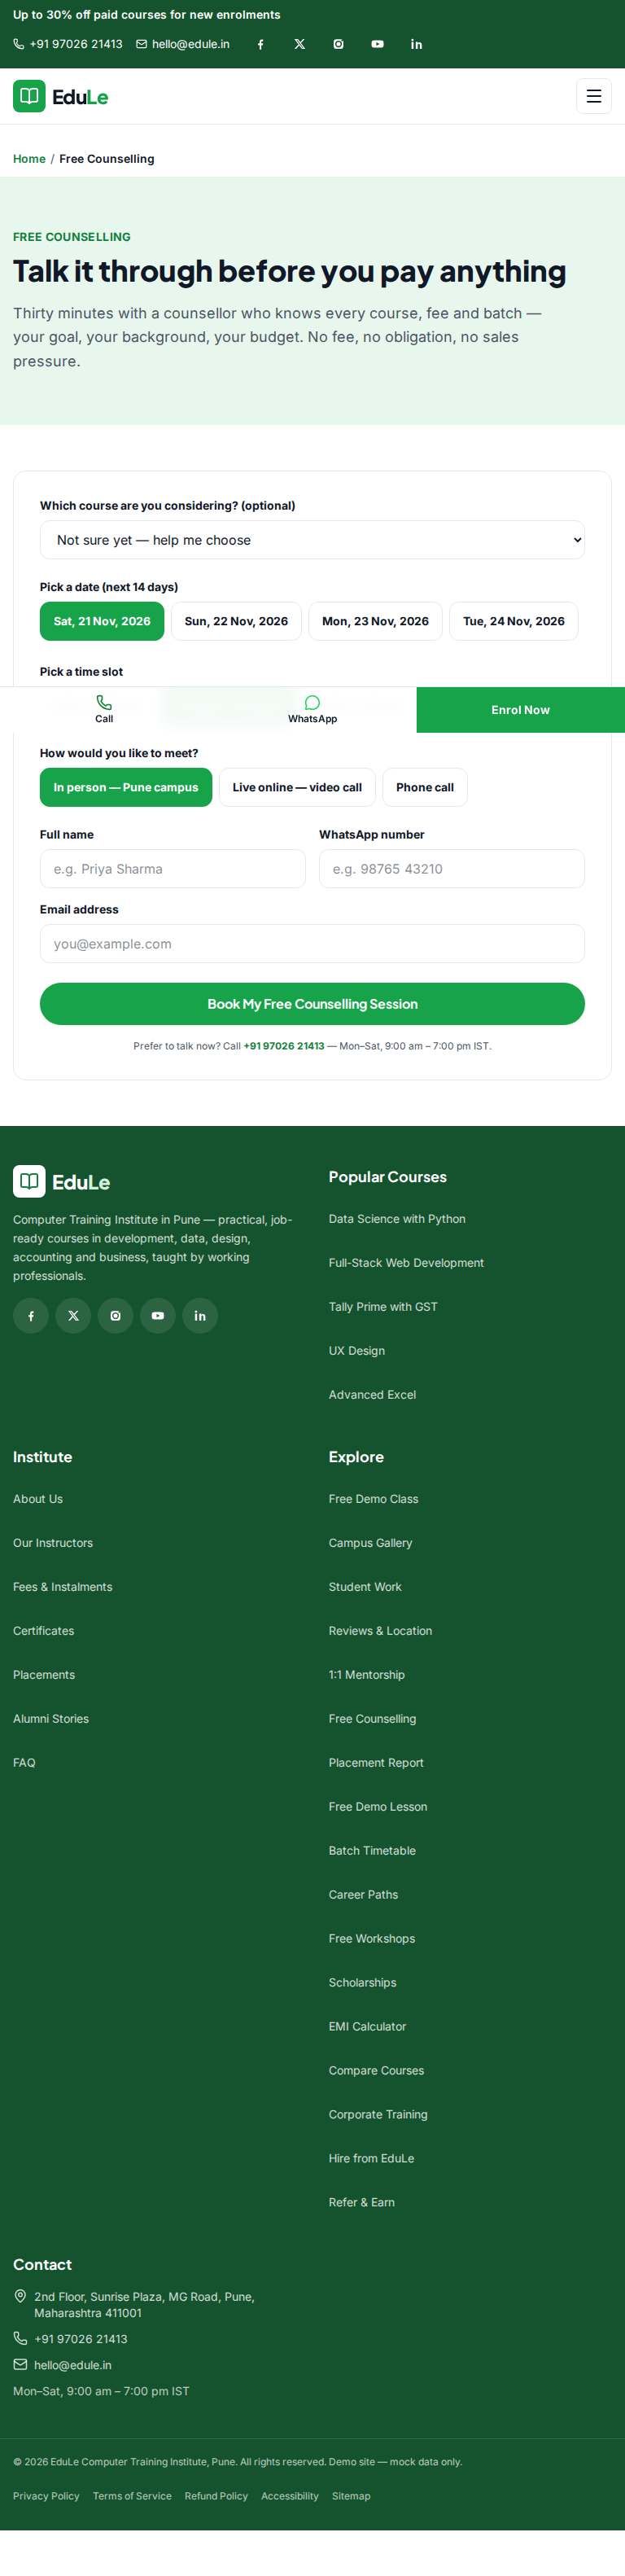 Up to 30% off paid courses for new enrolments
+91 97026 21413 hello@edule.in
EduLe
Home / Free Counselling
FREE COUNSELLING
Talk it through before you pay anything
Thirty minutes with a counsellor who knows every course, fee and batch —
your goal, your background, your budget. No fee, no obligation, no sales
pressure.
Which course are you considering? (optional)
Not sure yet — help me choose
Pick a date (next 14 days)
Sat, 21 Nov, 2026 Sun, 22 Nov, 2026 Mon, 23 Nov, 2026 Tue, 24 Nov, 2026
Pick a time slot
Call WhatsApp Enrol Now
How would you like to meet?
In person — Pune campus Live online — video call Phone call
Full name WhatsApp number
e.g. Priya Sharma e.g. 98765 43210
Email address
you@example.com
Book My Free Counselling Session
Prefer to talk now? Call +91 97026 21413 — Mon–Sat, 9:00 am – 7:00 pm IST.
EduLe
Computer Training Institute in Pune — practical, job-
ready courses in development, data, design,
accounting and business, taught by working
professionals.
Popular Courses
Data Science with Python
Full-Stack Web Development
Tally Prime with GST
UX Design
Advanced Excel
Institute
About Us
Our Instructors
Fees & Instalments
Certificates
Placements
Alumni Stories
FAQ
Explore
Free Demo Class
Campus Gallery
Student Work
Reviews & Location
1:1 Mentorship
Free Counselling
Placement Report
Free Demo Lesson
Batch Timetable
Career Paths
Free Workshops
Scholarships
EMI Calculator
Compare Courses
Corporate Training
Hire from EduLe
Refer & Earn
Contact
2nd Floor, Sunrise Plaza, MG Road, Pune,
Maharashtra 411001
+91 97026 21413
hello@edule.in
Mon–Sat, 9:00 am – 7:00 pm IST
© 2026 EduLe Computer Training Institute, Pune. All rights reserved. Demo site — mock data only.
Privacy Policy Terms of Service Refund Policy Accessibility Sitemap